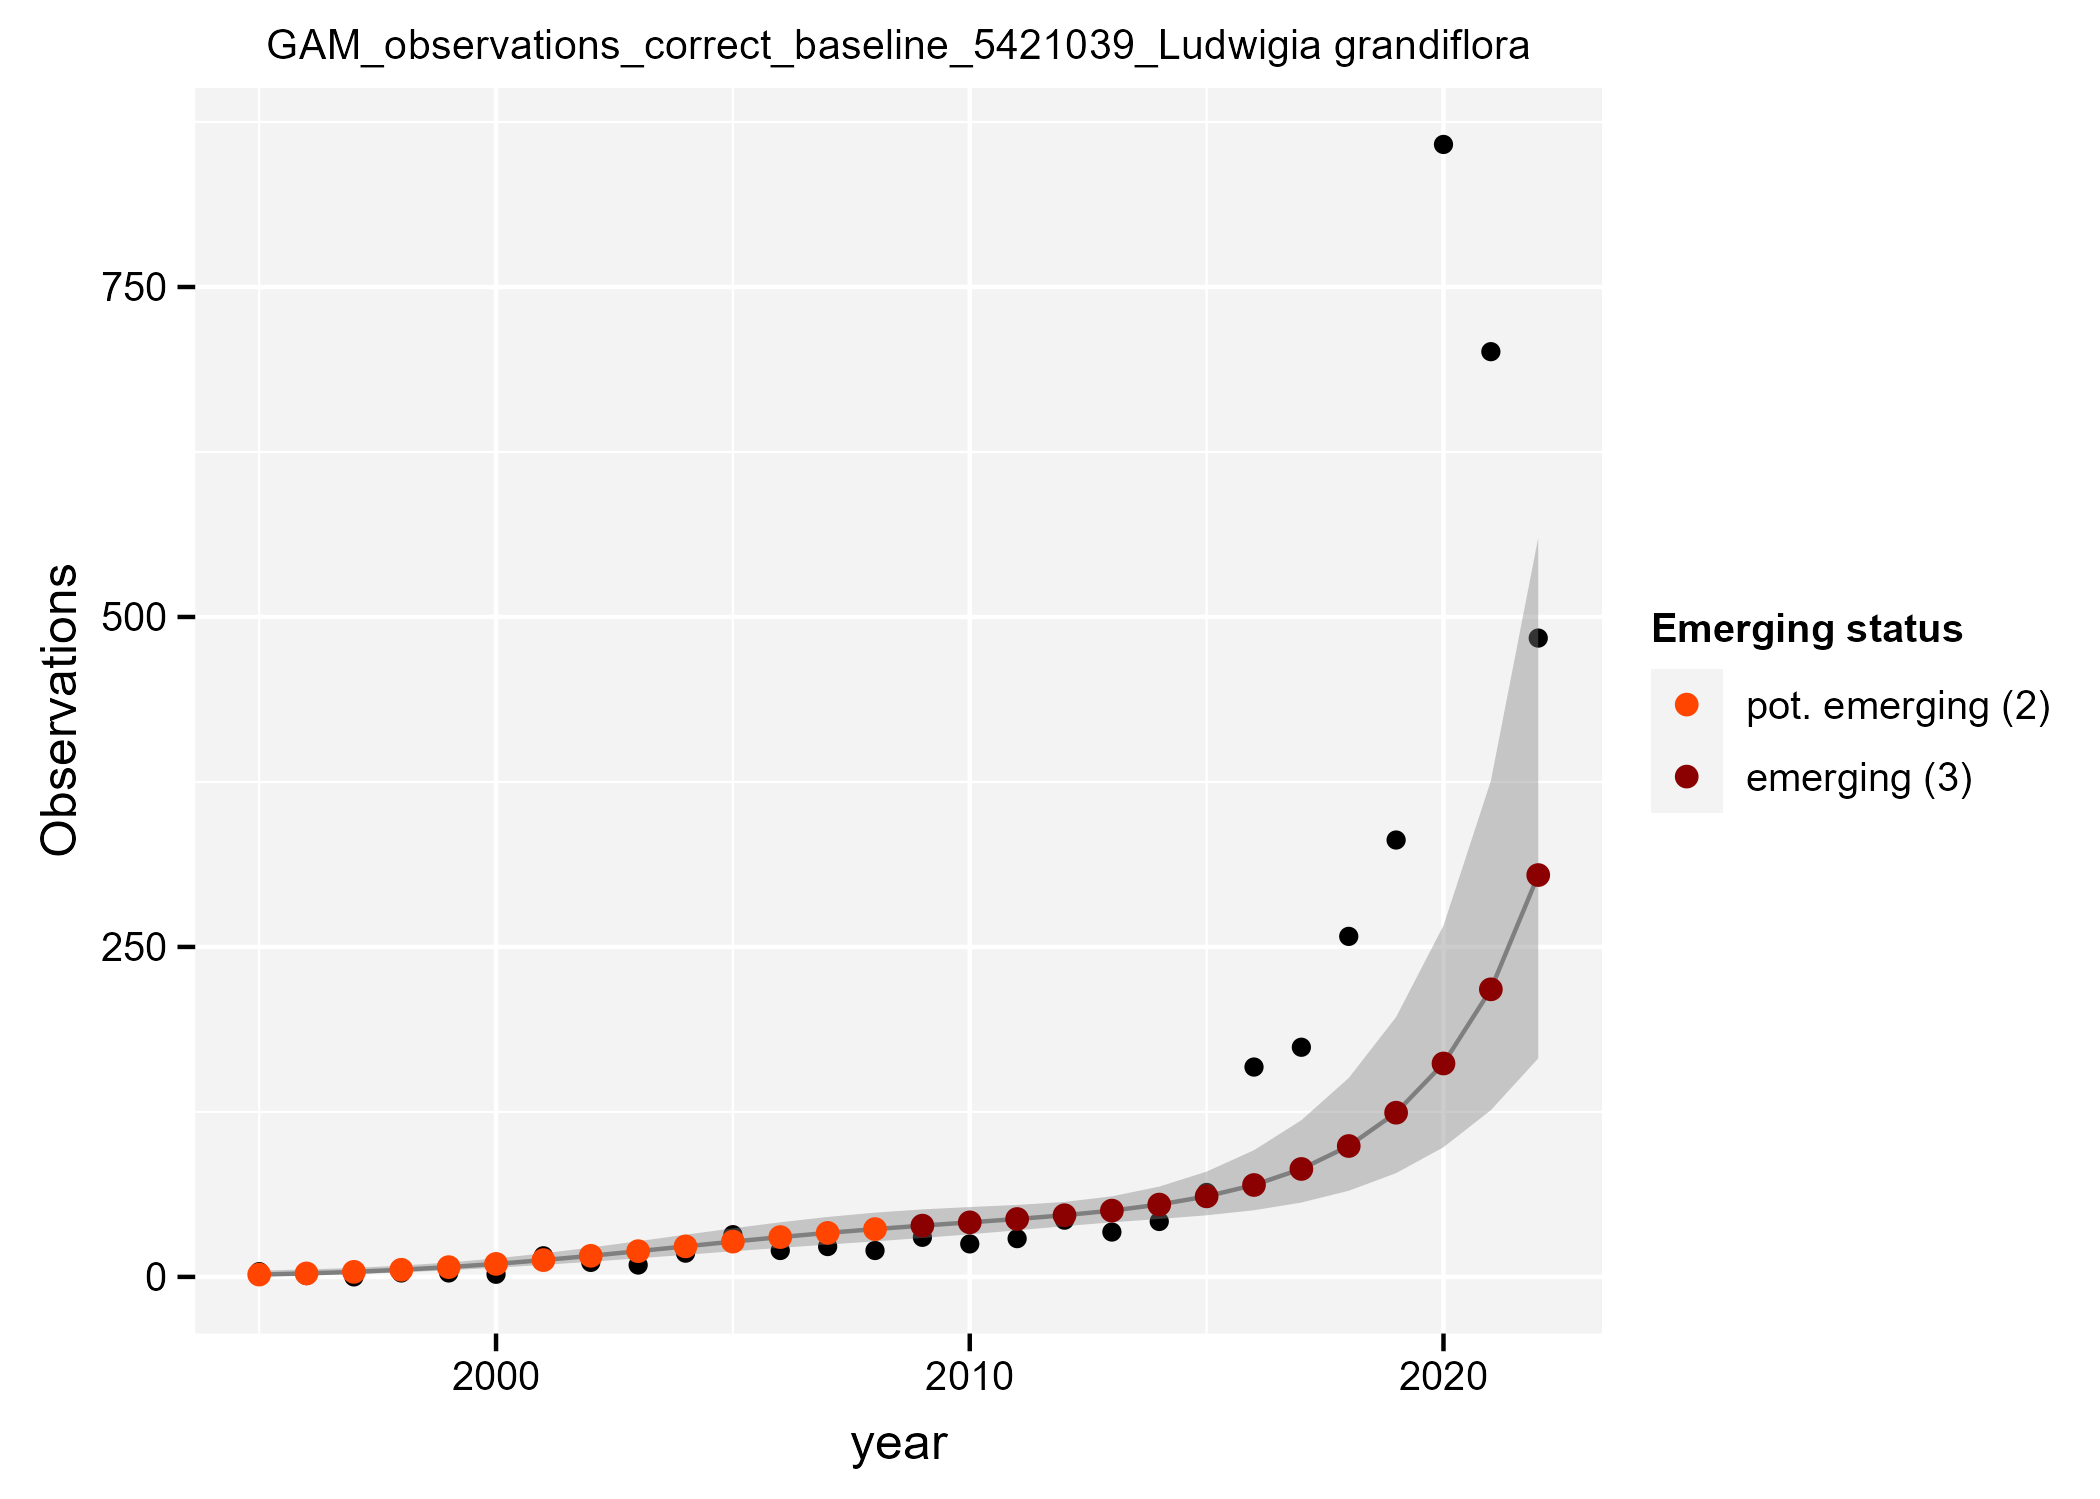 GAM_observations_correct_baseline_5421039_Ludwigia grandiflora
Observations
750
500
250
0
2000
2010
2020
year
Emerging status
pot. emerging (2)
emerging (3)